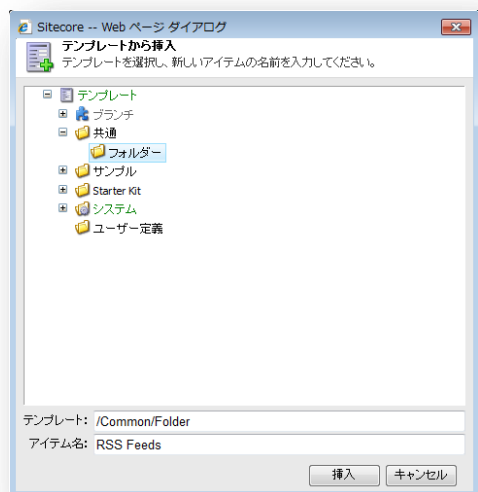 Sitecore -- Web ページ ダイアログ
テンプレートから挿入
テンプレートを選択し、新しいアイテムの名前を入力してください。
テンプレート
ブランチ
共通
フォルダー
サンプル
Starter Kit
システム
ユーザー定義
テンプレート: /Common/Folder
アイテム名: RSS Feeds
挿入 キャンセル